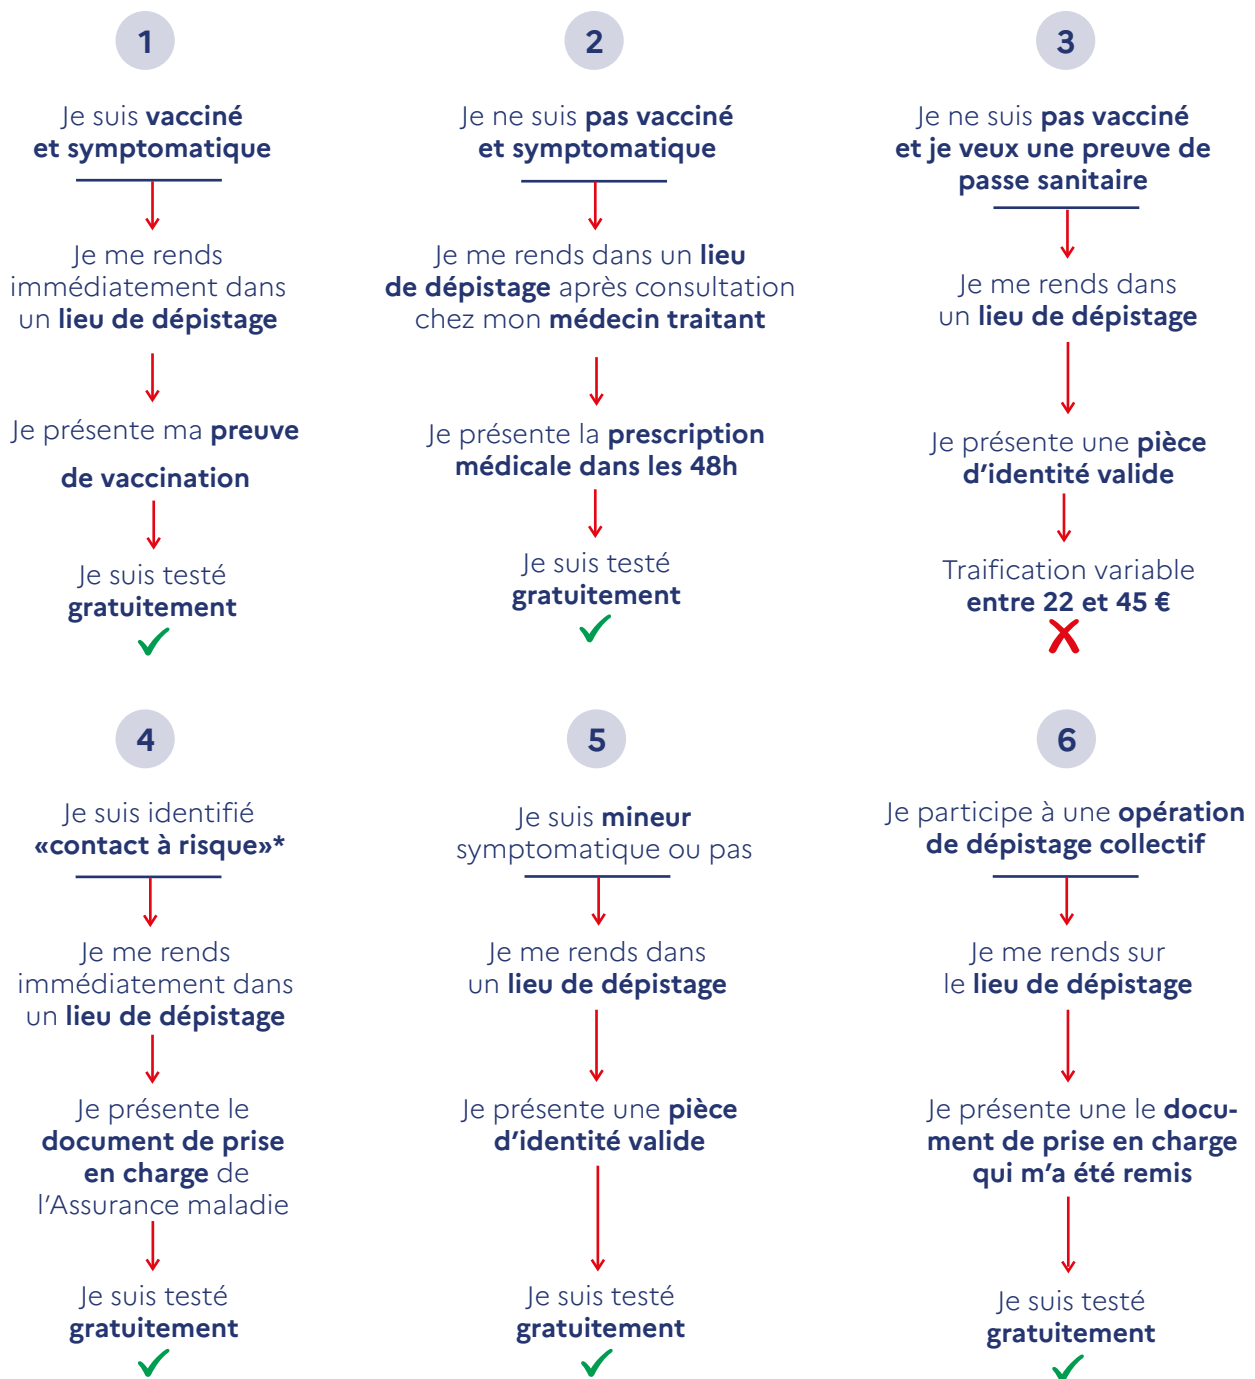 1
Je suis vacciné
et symptomatique
Je me rends
immédiatement dans
un lieu de dépistage
Je présente ma preuve
de vaccination
Je suis testé
gratuitement
2
Je ne suis pas vacciné
et symptomatique
Je me rends dans un lieu
de dépistage après consultation
chez mon médecin traitant
Je présente la prescription
médicale dans les 48h
Je suis testé
gratuitement
3
Je ne suis pas vacciné
et je veux une preuve de
passe sanitaire
Je me rends dans
un lieu de dépistage
Je présente une pièce
d'identité valide
Traification variable
entre 22 et 45 €
4
Je suis identifié
«contact à risque»*
Je me rends
immédiatement dans
un lieu de dépistage
Je présente le
document de prise
en charge de
l'Assurance maladie
Je suis testé
gratuitement
5
Je suis mineur
symptomatique ou pas
Je me rends dans
un lieu de dépistage
Je présente une pièce
d'identité valide
Je suis testé
gratuitement
6
Je participe à une opération
de dépistage collectif
Je me rends sur
le lieu de dépistage
Je présente une le docu-
ment de prise en charge
qui m'a été remis
Je suis testé
gratuitement